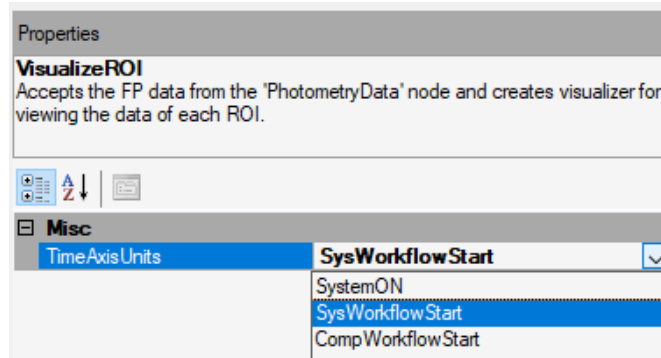 Properties
VisualizeROI
Accepts the FP data from the 'PhotometryData' node and creates visualizer for
viewing the data of each ROI.
Misc
TimeAxisUnits SysWorkflowStart
SystemON
SysWorkflowStart
CompWorkflowStart